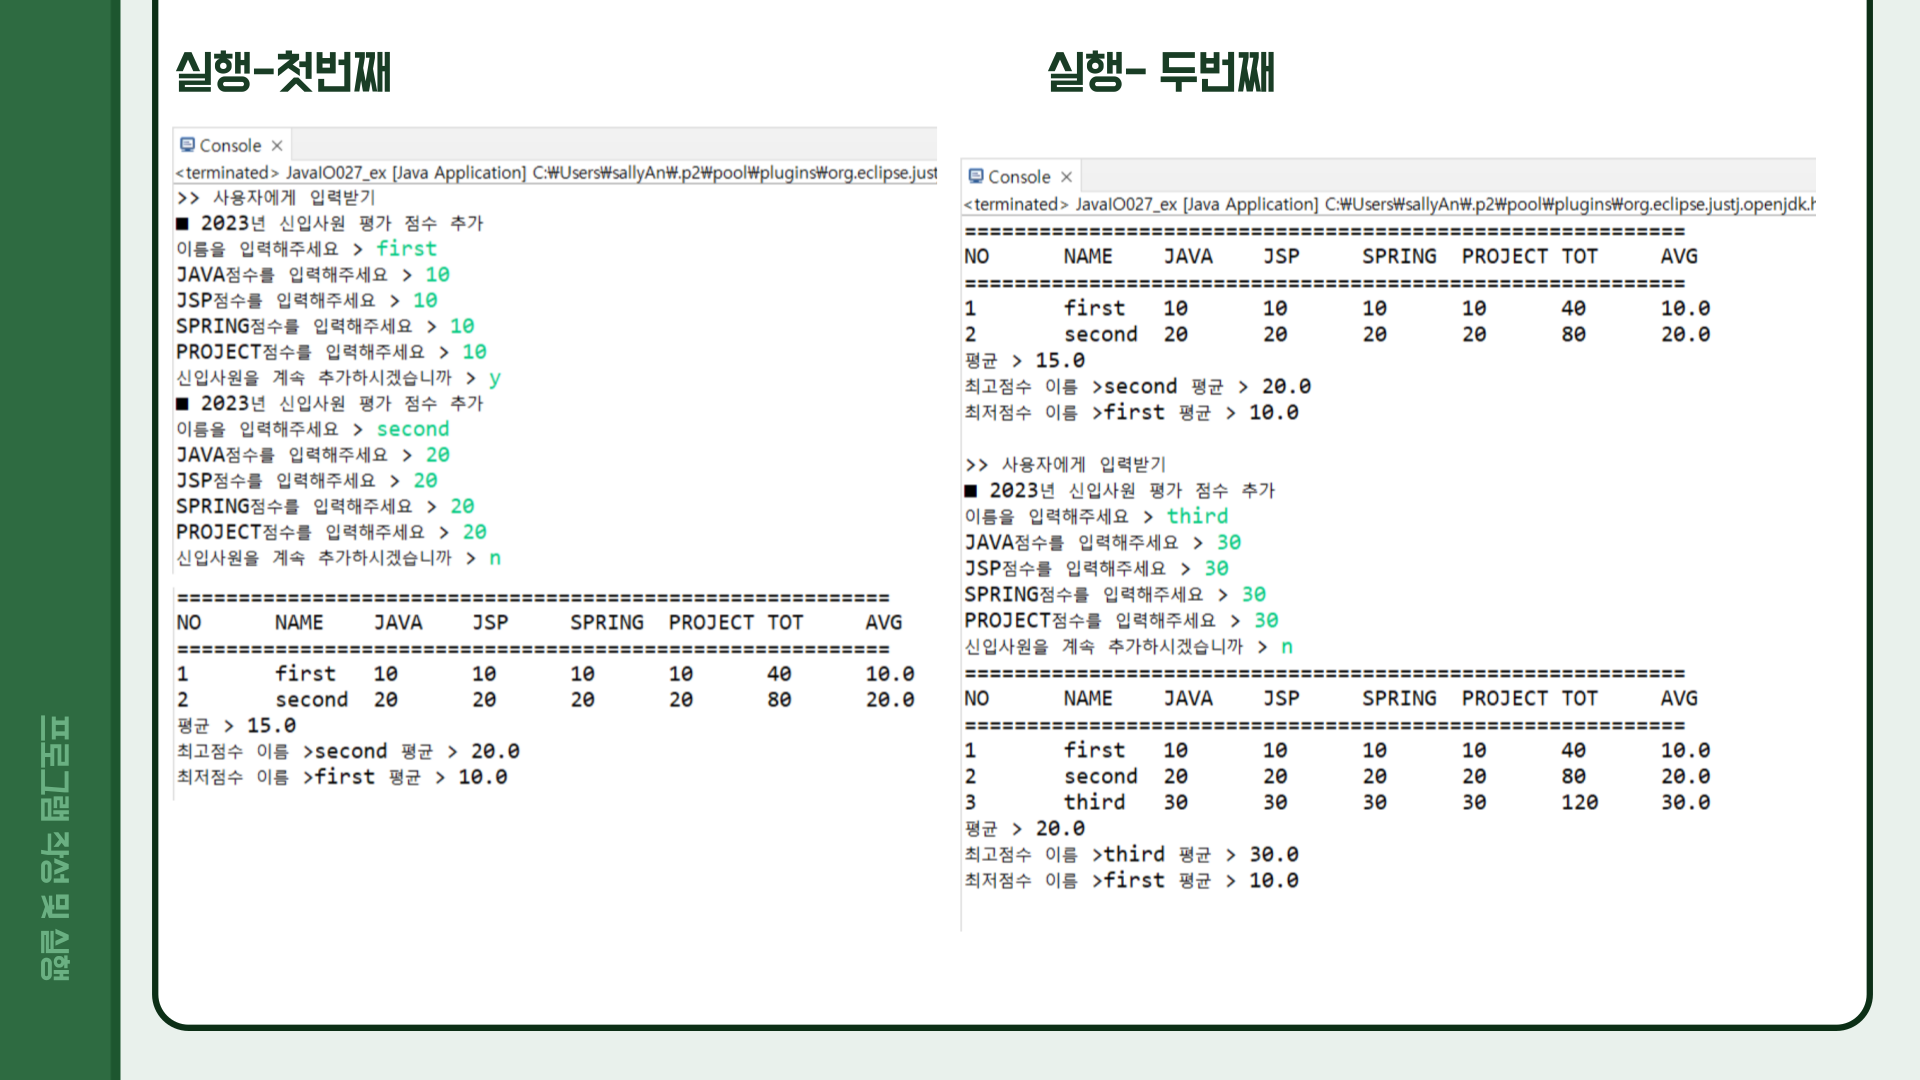 실행-첫번째
Console
<terminated> JavaIO027_ex [Java Application] C:₩Users₩sallyAn₩.p2₩pool₩plugins₩org.eclipse.just
>> 사용자에게 입력받기
■ 2023년 신입사원 평가 점수 추가
이름을 입력해주세요 > first
JAVA점수를 입력해주세요 > 10
JSP점수를 입력해주세요 > 10
SPRING점수를 입력해주세요 > 10
PROJECT점수를 입력해주세요 > 10
신입사원을 계속 추가하시겠습니까 > y
■ 2023년 신입사원 평가 점수 추가
이름을 입력해주세요 > second
JAVA점수를 입력해주세요 > 20
JSP점수를 입력해주세요 > 20
SPRING점수를 입력해주세요 > 20
PROJECT점수를 입력해주세요 > 20
신입사원을 계속 추가하시겠습니까 > n
==========================================================
NO NAME JAVA JSP SPRING PROJECT TOT AVG
==========================================================
1 first 10 10 10 10 40 10.0
2 second 20 20 20 20 80 20.0
평균 > 15.0
최고점수 이름 >second 평균 > 20.0
최저점수 이름 >first 평균 > 10.0
실행- 두번째
Console
<terminated> JavaIO027_ex [Java Application] C:₩Users₩sallyAn₩.p2₩pool₩plugins₩org.eclipse.justj.openjdk.h
==========================================================
NO NAME JAVA JSP SPRING PROJECT TOT AVG
==========================================================
1 first 10 10 10 10 40 10.0
2 second 20 20 20 20 80 20.0
평균 > 15.0
최고점수 이름 >second 평균 > 20.0
최저점수 이름 >first 평균 > 10.0
>> 사용자에게 입력받기
■ 2023년 신입사원 평가 점수 추가
이름을 입력해주세요 > third
JAVA점수를 입력해주세요 > 30
JSP점수를 입력해주세요 > 30
SPRING점수를 입력해주세요 > 30
PROJECT점수를 입력해주세요 > 30
신입사원을 계속 추가하시겠습니까 > n
==========================================================
NO NAME JAVA JSP SPRING PROJECT TOT AVG
==========================================================
1 first 10 10 10 10 40 10.0
2 second 20 20 20 20 80 20.0
3 third 30 30 30 30 120 30.0
평균 > 20.0
최고점수 이름 >third 평균 > 30.0
최저점수 이름 >first 평균 > 10.0
프로그램 작성 및 실행